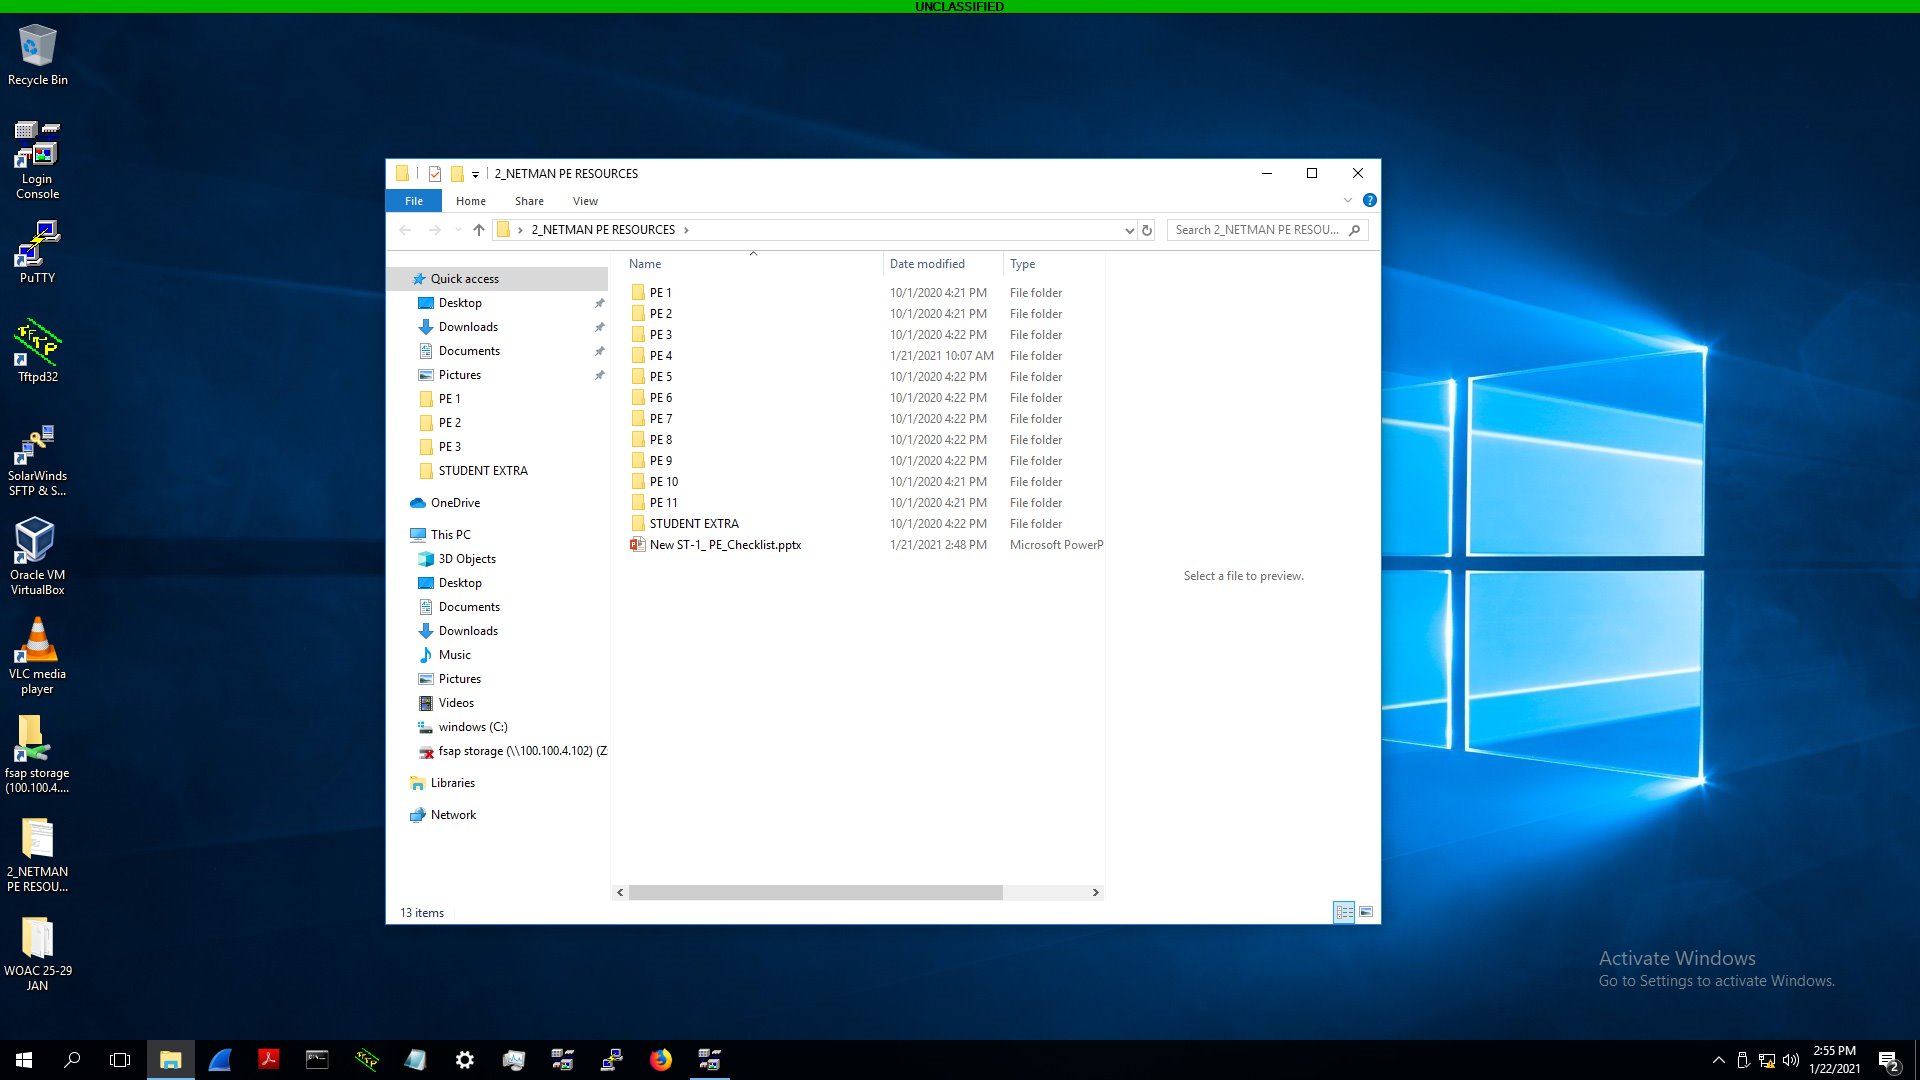 UNCLASSIFIED
Recycle Bin
Login
Console
PuTTY
Tftpd32
SolarWinds
SFTP & S...
Oracle VM
VirtualBox
VLC media
player
fsap storage
(100.100.4....
2_NETMAN
PE RESOU...
WOAC 25-29
JAN
2_NETMAN PE RESOURCES
File Home Share View
2_NETMAN PE RESOURCES
Search 2_NETMAN PE RESOU...
Quick access
Desktop
Downloads
Documents
Pictures
PE 1
PE 2
PE 3
STUDENT EXTRA
OneDrive
This PC
3D Objects
Desktop
Documents
Downloads
Music
Pictures
Videos
windows (C:)
fsap storage (\\100.100.4.102) (Z
Libraries
Network
Name Date modified Type
PE 1 10/1/2020 4:21 PM File folder
PE 2 10/1/2020 4:21 PM File folder
PE 3 10/1/2020 4:22 PM File folder
PE 4 1/21/2021 10:07 AM File folder
PE 5 10/1/2020 4:22 PM File folder
PE 6 10/1/2020 4:22 PM File folder
PE 7 10/1/2020 4:22 PM File folder
PE 8 10/1/2020 4:22 PM File folder
PE 9 10/1/2020 4:22 PM File folder
PE 10 10/1/2020 4:21 PM File folder
PE 11 10/1/2020 4:21 PM File folder
STUDENT EXTRA 10/1/2020 4:22 PM File folder
New ST-1_ PE_Checklist.pptx 1/21/2021 2:48 PM Microsoft PowerP
Select a file to preview.
13 items
Activate Windows
Go to Settings to activate Windows.
2:55 PM
1/22/2021
2